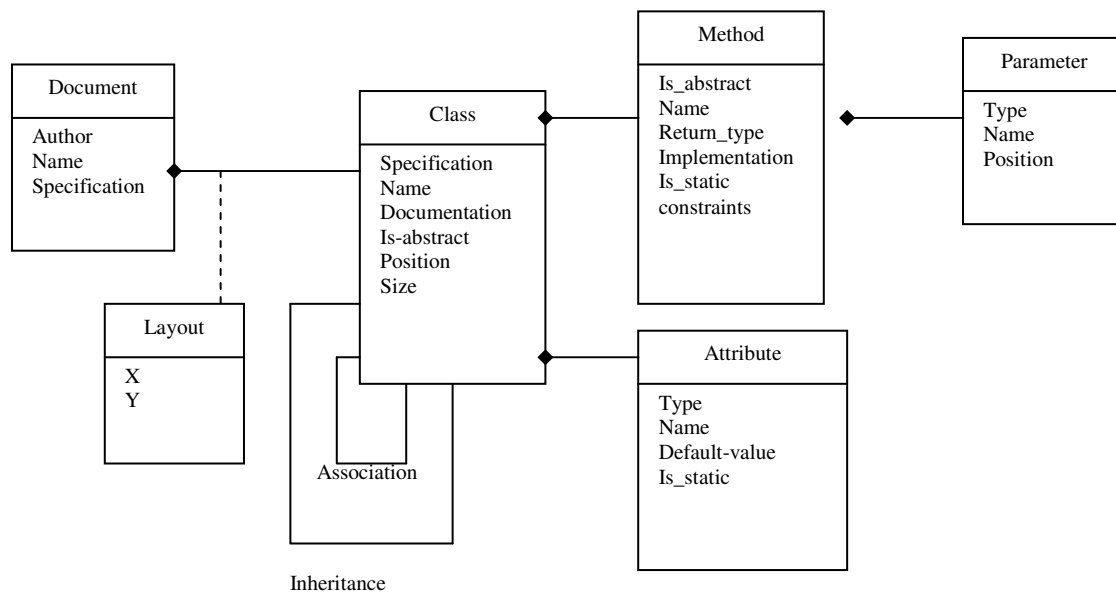 Document
Author
Name
Specification
Layout
X
Y
Class
Specification
Name
Documentation
Is-abstract
Position
Size
Association
Inheritance
Method
Is_abstract
Name
Return_type
Implementation
Is_static
constraints
Attribute
Type
Name
Default-value
Is_static
Parameter
Type
Name
Position